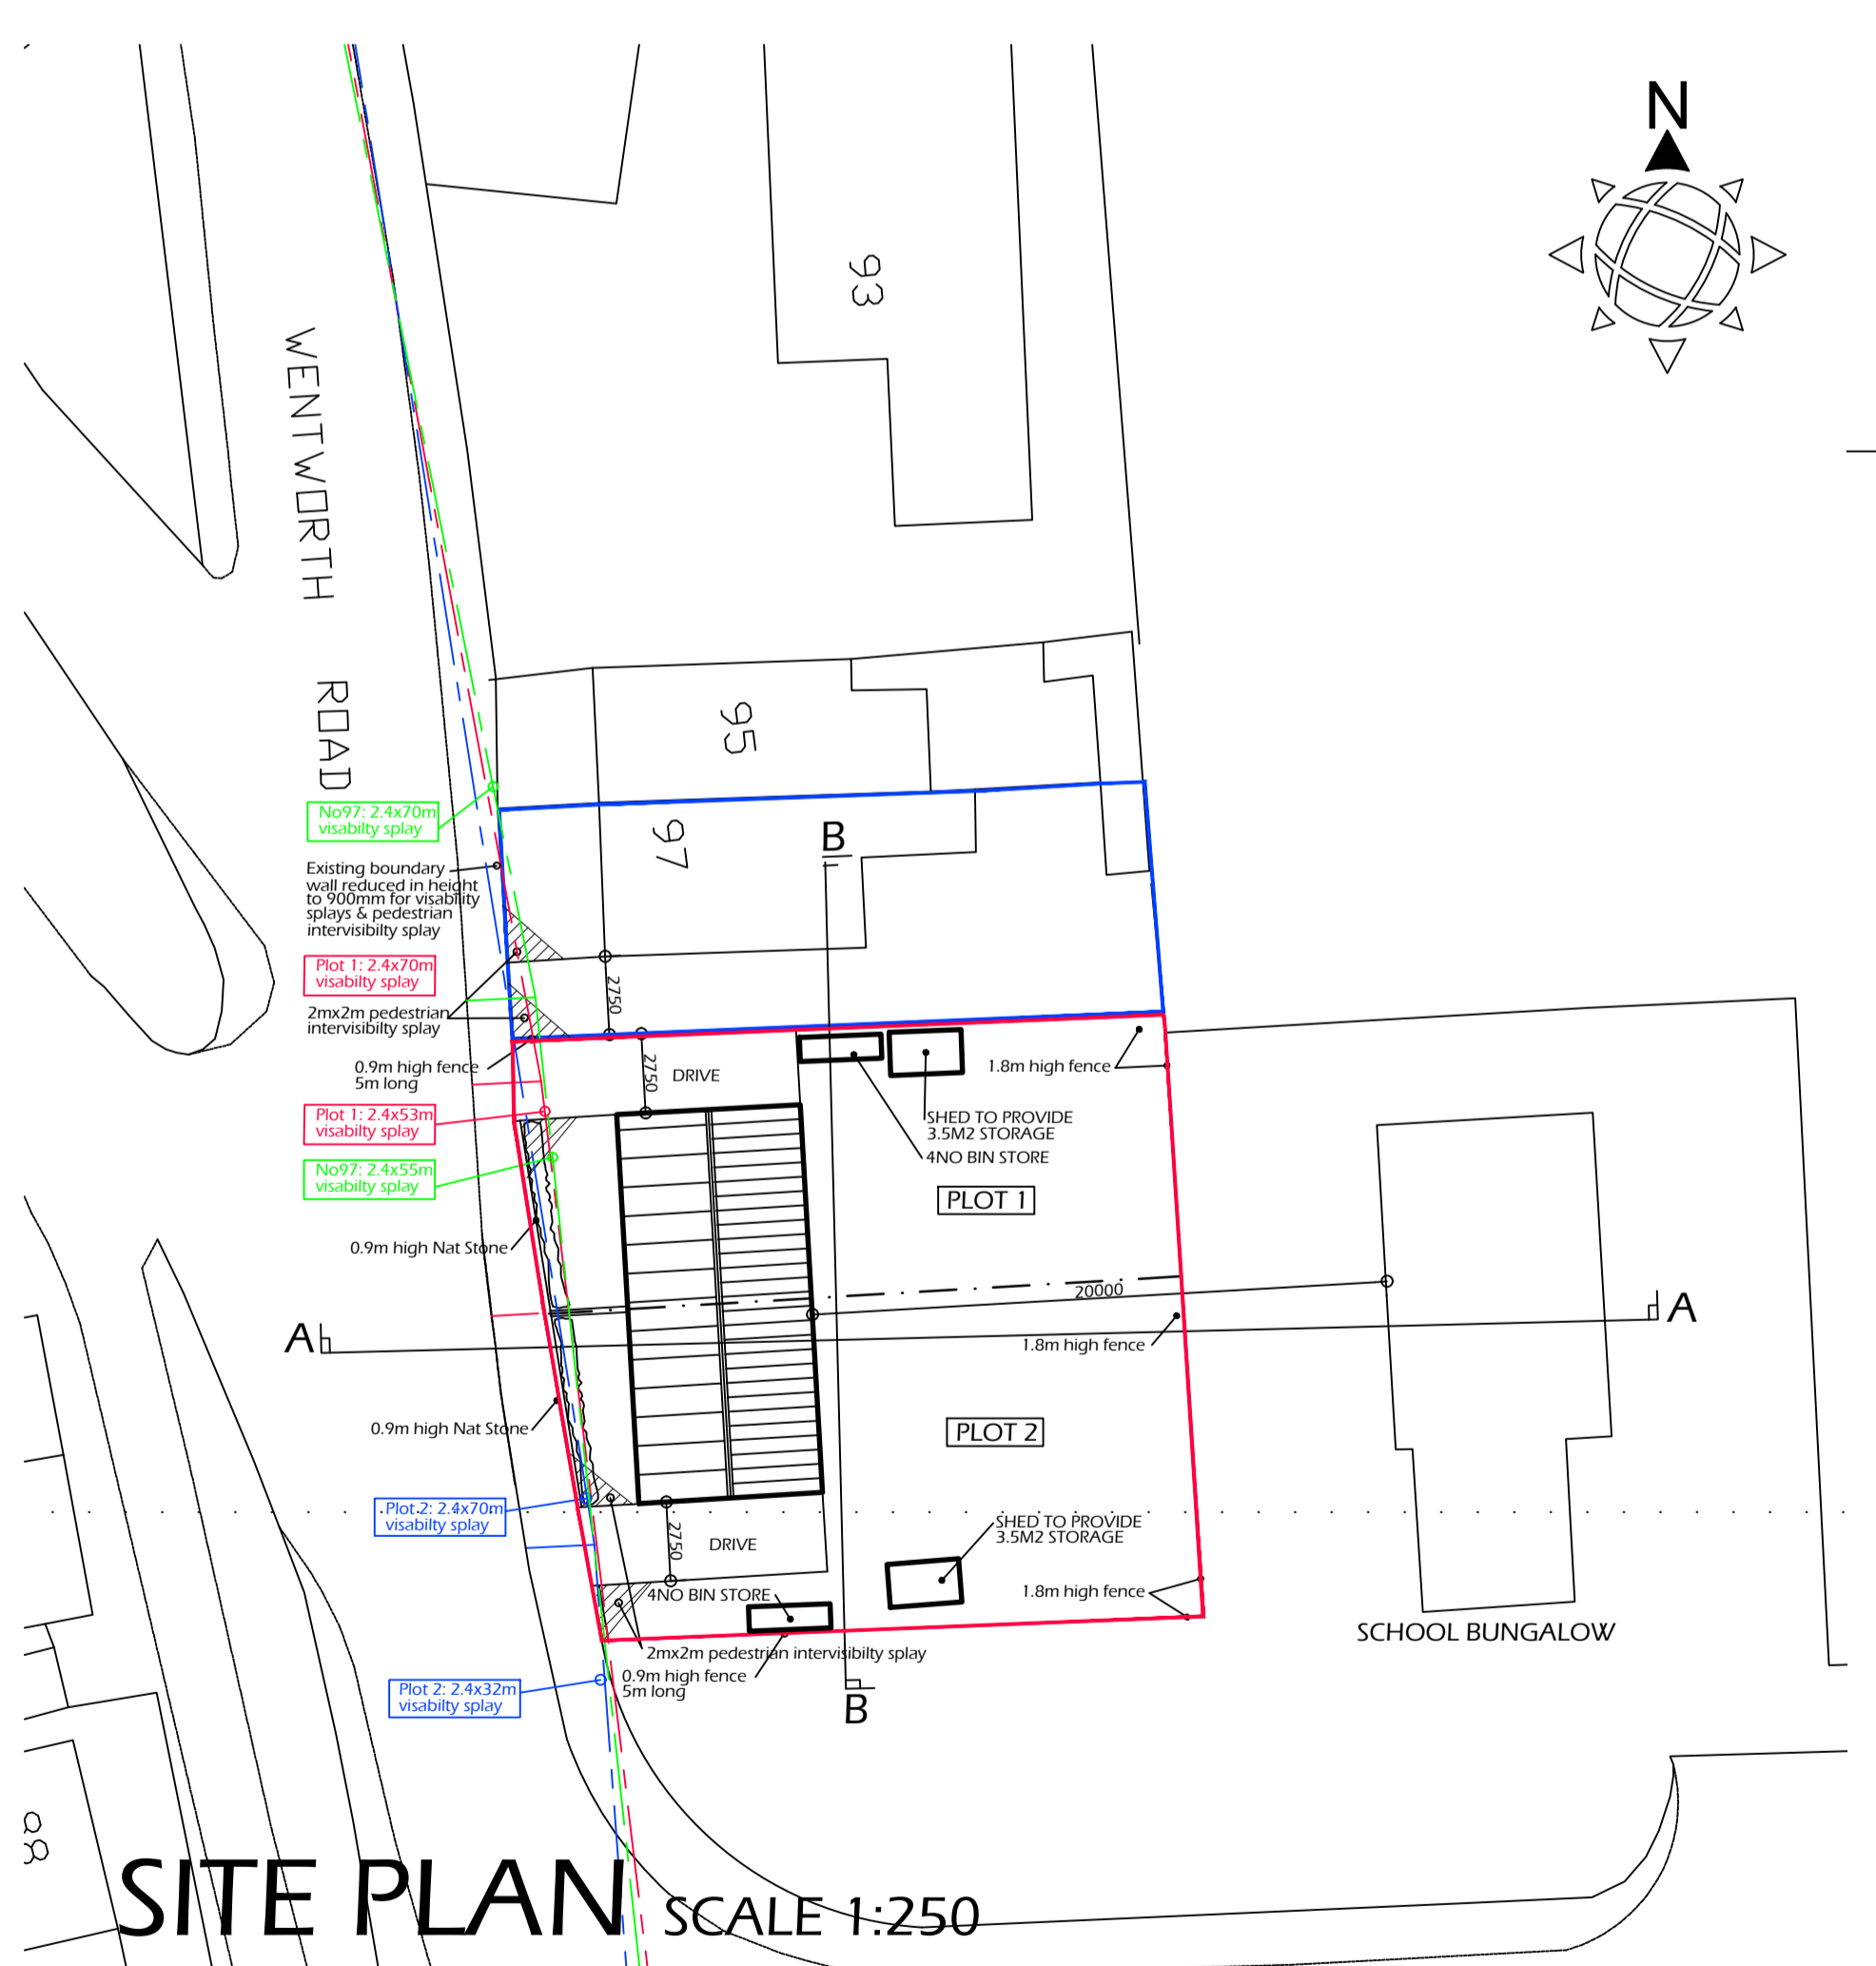 N
93
WENTWORTH ROAD
95
97
B
No97: 2.4x70m
visabilty splay
Existing boundary
wall reduced in height
to 900mm for visability
splays & pedestrian
intervisibilty splay
Plot 1: 2.4x70m
visabilty splay
2750
2mx2m pedestrian
intervisibilty splay
0.9m high fence
5m long
2750
DRIVE
1.8m high fence
Plot 1: 2.4x53m
visabilty splay
SHED TO PROVIDE
3.5M2 STORAGE
4NO BIN STORE
No97: 2.4x55m
visabilty splay
PLOT 1
0.9m high Nat Stone
20000
A
A
1.8m high fence
0.9m high Nat Stone
PLOT 2
Plot 2: 2.4x70m
visabilty splay
SHED TO PROVIDE
3.5M2 STORAGE
2750
DRIVE
4NO BIN STORE
1.8m high fence
SCHOOL BUNGALOW
2mx2m pedestrian intervisibilty splay
0.9m high fence
5m long
Plot 2: 2.4x32m
visabilty splay
B
SITE PLAN SCALE 1:250